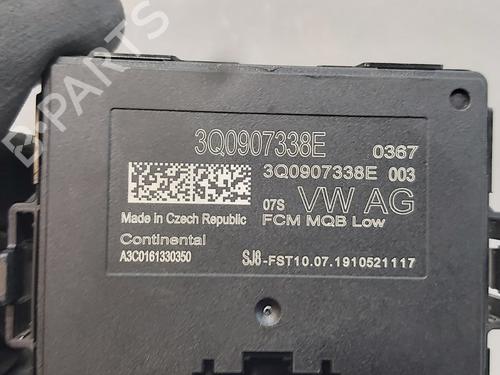 B-PARTS
3Q0907338E 0367
3Q0907338E 003
07S VW AG
Made in Czech Republic FCM MQB Low
Continental
A3C0161330350 SJ8-FST10.07.1910521117